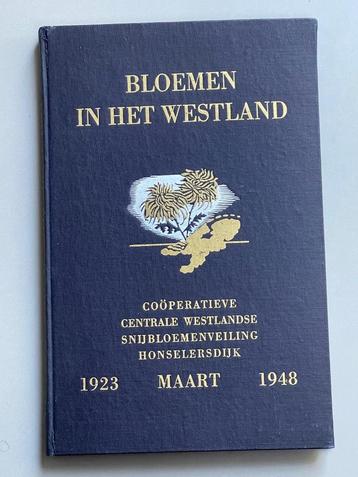 BLOEMEN
IN HET WESTLAND
COÖPERATIEVE
CENTRALE WESTLANDSE
SNIJBLOEMENVEILING
HONSELERSDIJK
1923 MAART 1948